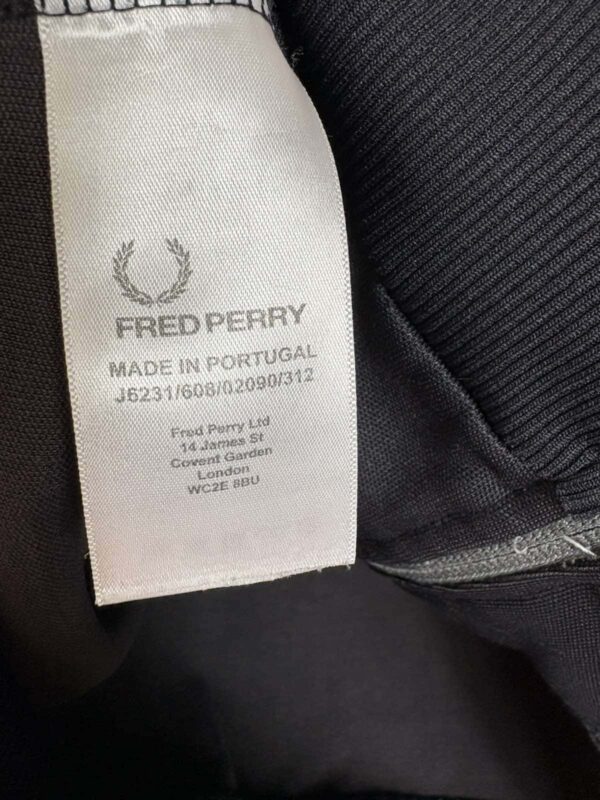 FRED PERRY
MADE IN PORTUGAL
J6231/608/02090/312
Fred Perry Ltd
14 James St
Covent Garden
London
WC2E 8BU